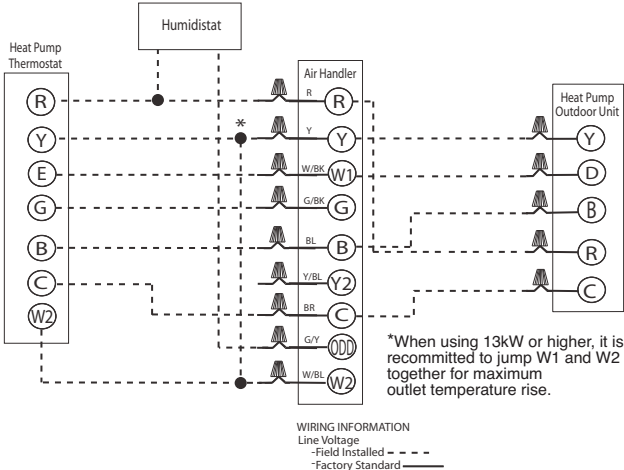 Humidistat
Heat Pump
Thermostat
Air Handler
Heat Pump
Outdoor Unit
R
R
R
*
Y
Y
Y
Y
E
W/BK
W1
D
G
G/BK
G
B
B
BL
B
R
Y/BL
Y2
C
BR
C
C
W2
G/Y
ODD
W/BL
W2
*When using 13kW or higher, it is
recommitted to jump W1 and W2
together for maximum
outlet temperature rise.
WIRING INFORMATION
Line Voltage
-Field Installed
-Factory Standard